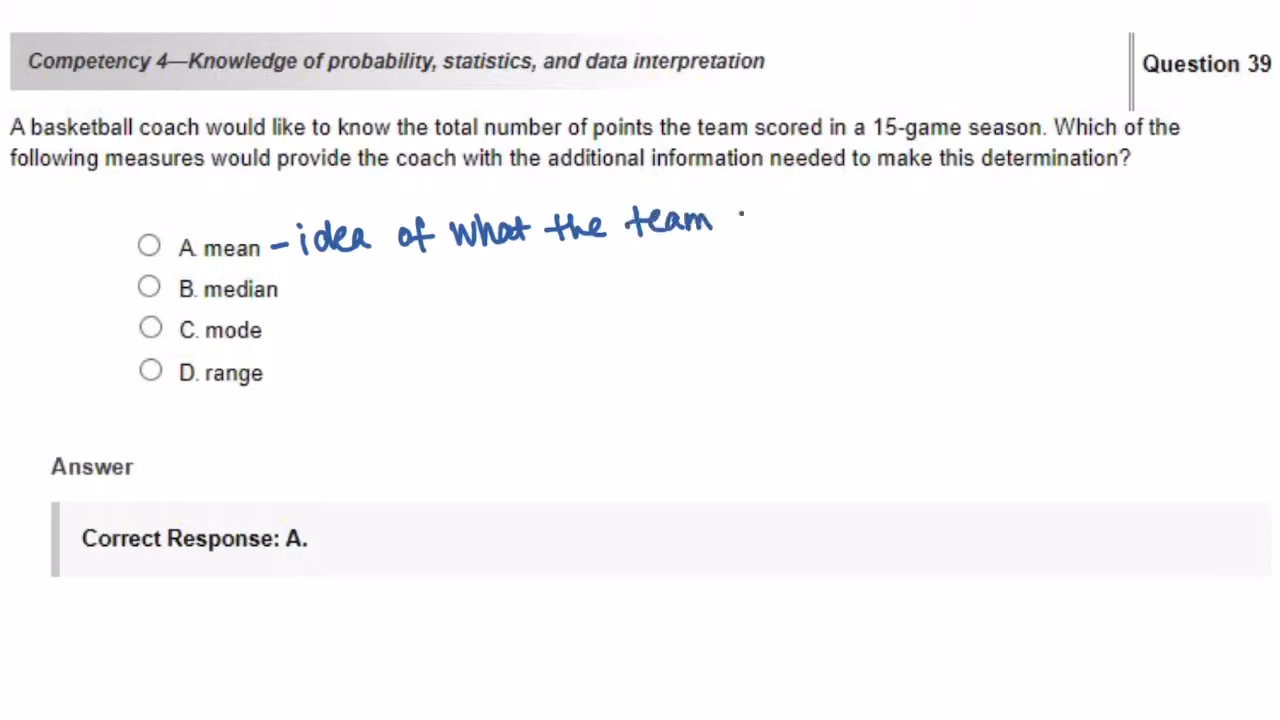 Competency 4—Knowledge of probability, statistics, and data interpretation
Question 39
A basketball coach would like to know the total number of points the team scored in a 15-game season. Which of the
following measures would provide the coach with the additional information needed to make this determination?
A. mean - idea of what the team
B. median
C. mode
D. range
Answer
Correct Response: A.